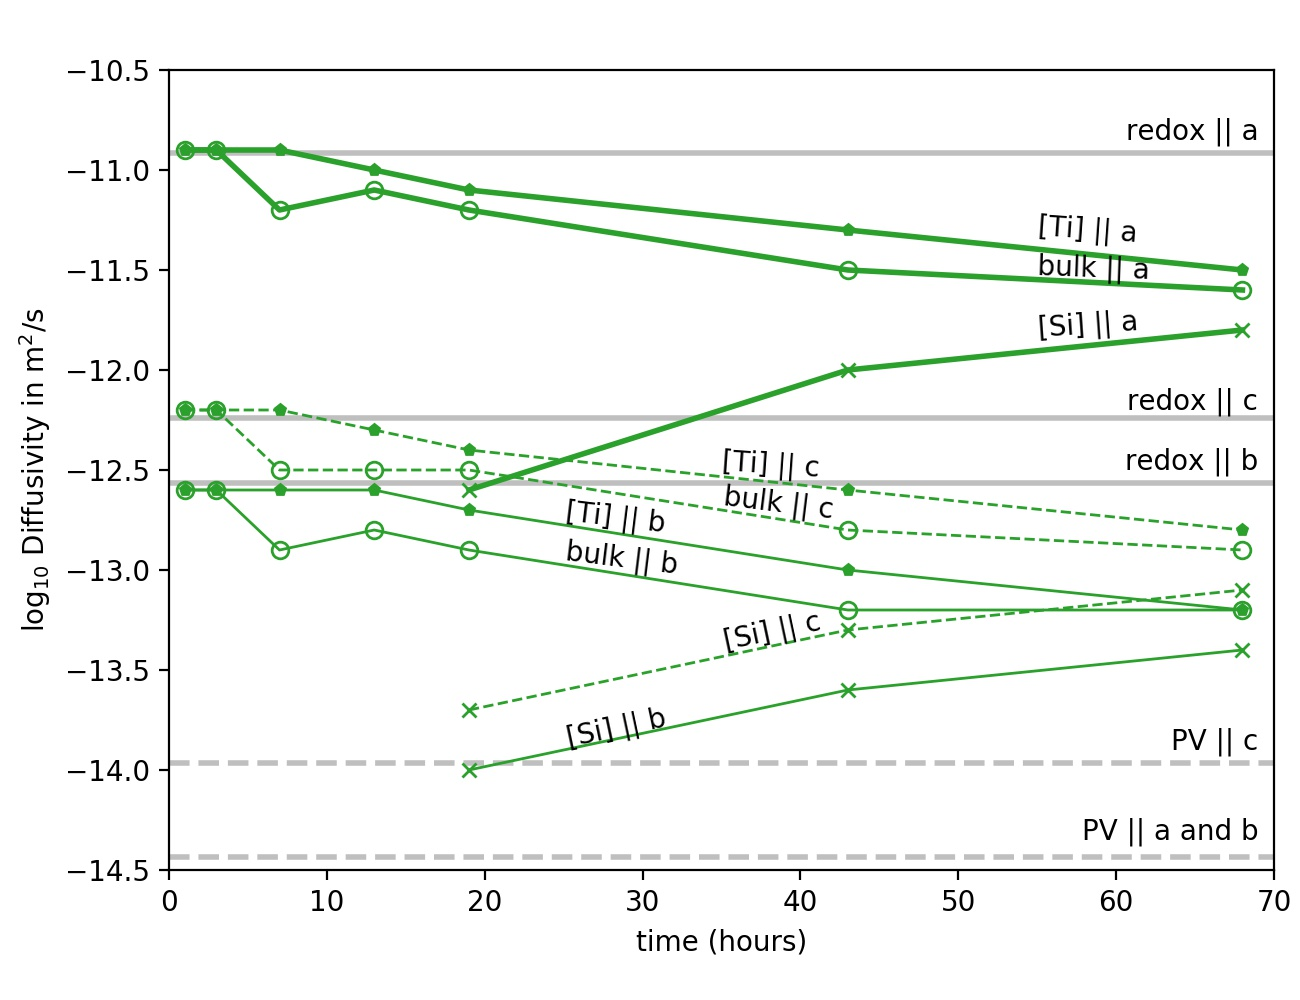 −10.5
−11.0
−11.5
−12.0
−12.5
−13.0
−13.5
−14.0
−14.5
log₁₀ Diffusivity in m²/s
redox || a
[Ti] || a
bulk || a
[Si] || a
redox || c
[Ti] || c
redox || b
bulk || c
[Ti] || b
bulk || b
[Si] || c
[Si] || b
PV || c
PV || a and b
0 10 20 30 40 50 60 70
time (hours)